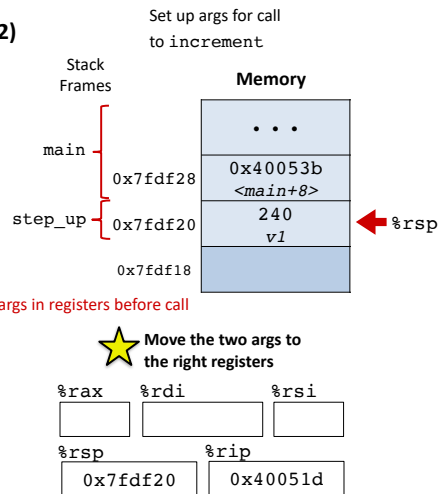 2)
Set up args for call
to increment
Stack
Frames
Memory
• • •
main
0x7fdf28
0x40053b
<main+8>
step_up
0x7fdf20
240
v1
%rsp
0x7fdf18
args in registers before call
Move the two args to
the right registers
%rax %rdi %rsi
%rsp %rip
0x7fdf20 0x40051d